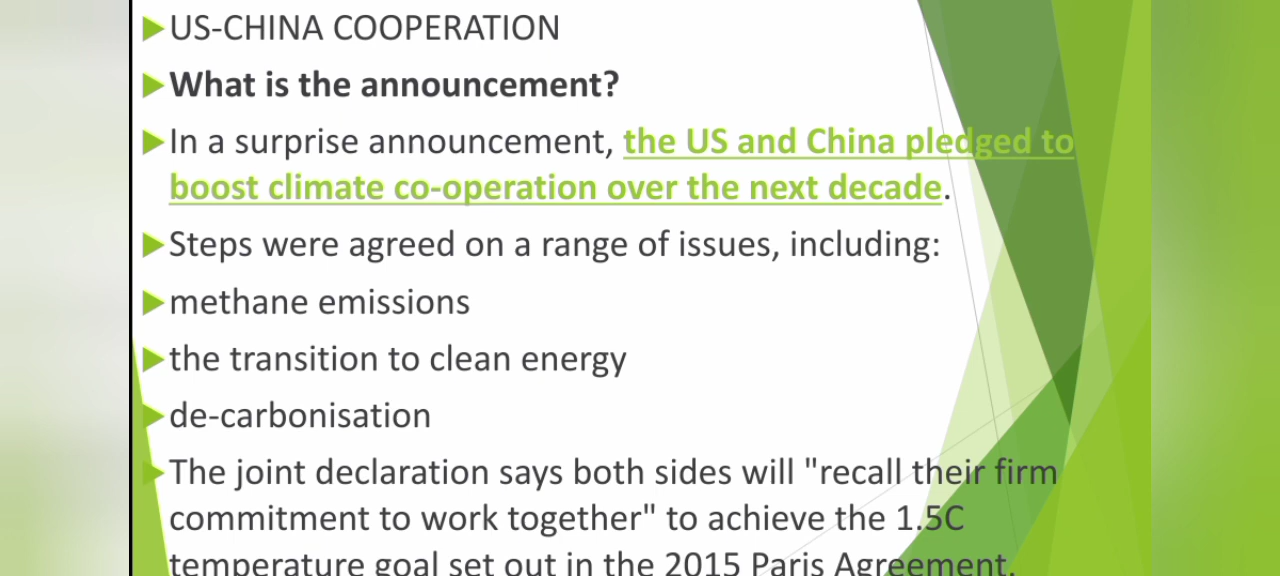 US-CHINA COOPERATION
What is the announcement?
In a surprise announcement, the US and China pledged to
boost climate co-operation over the next decade.
Steps were agreed on a range of issues, including:
methane emissions
the transition to clean energy
de-carbonisation
The joint declaration says both sides will "recall their firm
commitment to work together" to achieve the 1.5C
temperature goal set out in the 2015 Paris Agreement.